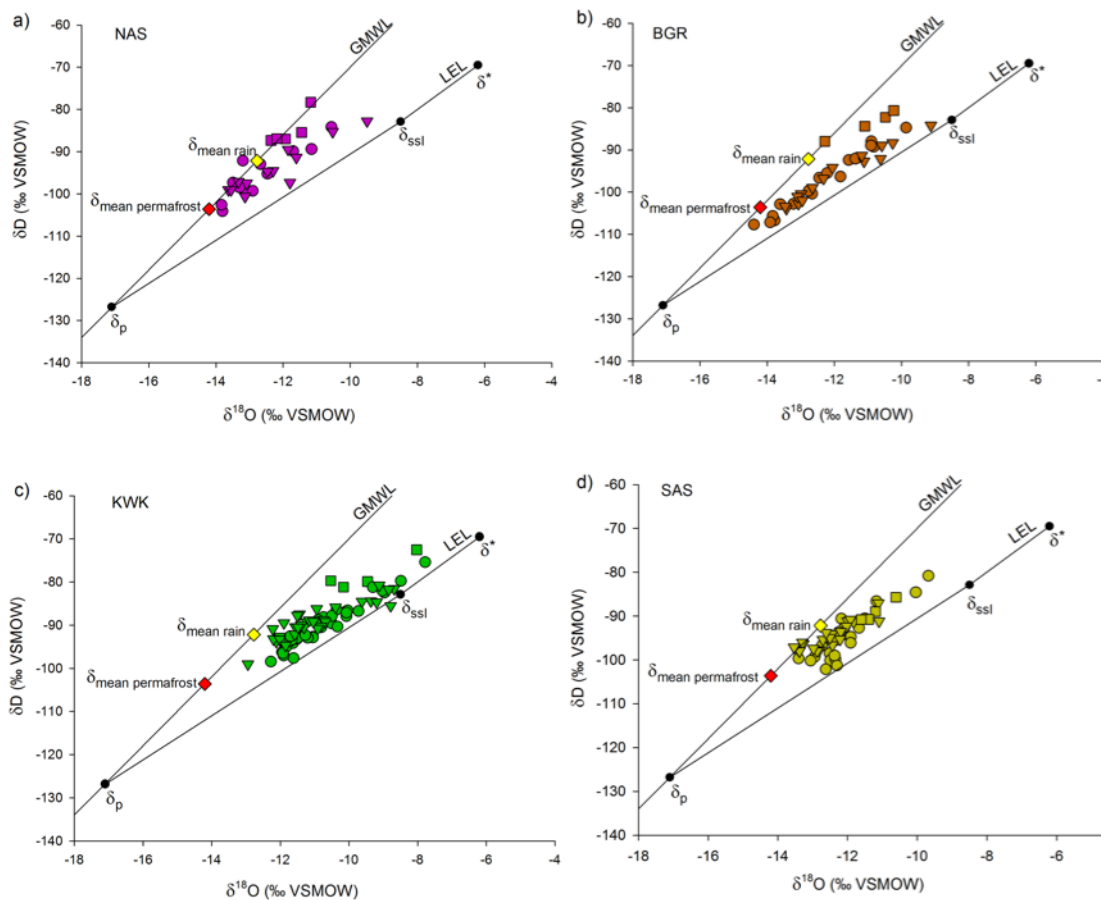 a)
NAS
GMWL
LEL
δ*
δssl
δmean rain
δmean permafrost
δp
δD (‰ VSMOW)
-60
-70
-80
-90
-100
-110
-120
-130
-140
-18
-16
-14
-12
-10
-8
-6
-4
δ18O (‰ VSMOW)
b)
BGR
GMWL
LEL
δ*
δssl
δmean rain
δmean permafrost
δp
δD (‰ VSMOW)
-60
-70
-80
-90
-100
-110
-120
-130
-140
-18
-16
-14
-12
-10
-8
-6
-4
δ18O (‰ VSMOW)
c)
KWK
GMWL
LEL
δ*
δssl
δmean rain
δmean permafrost
δp
δD (‰ VSMOW)
-60
-70
-80
-90
-100
-110
-120
-130
-140
-18
-16
-14
-12
-10
-8
-6
-4
δ18O (‰ VSMOW)
d)
SAS
GMWL
LEL
δ*
δssl
δmean rain
δmean permafrost
δp
δD (‰ VSMOW)
-60
-70
-80
-90
-100
-110
-120
-130
-140
-18
-16
-14
-12
-10
-8
-6
-4
δ18O (‰ VSMOW)